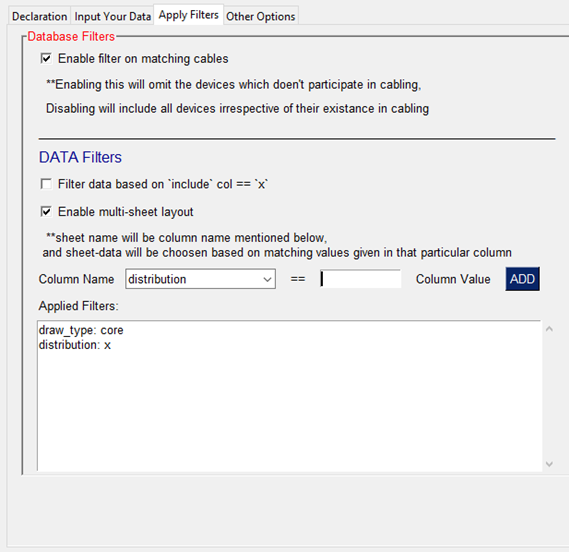 Declaration Input Your Data Apply Filters Other Options
Database Filters
Enable filter on matching cables
**Enabling this will omit the devices which doen't participate in cabling,
Disabling will include all devices irrespective of their existance in cabling
DATA Filters
Filter data based on `include` col == `x`
Enable multi-sheet layout
**sheet name will be column name mentioned below,
and sheet-data will be choosen based on matching values given in that particular column
Column Name distribution == Column Value ADD
Applied Filters:
draw_type: core
distribution: x